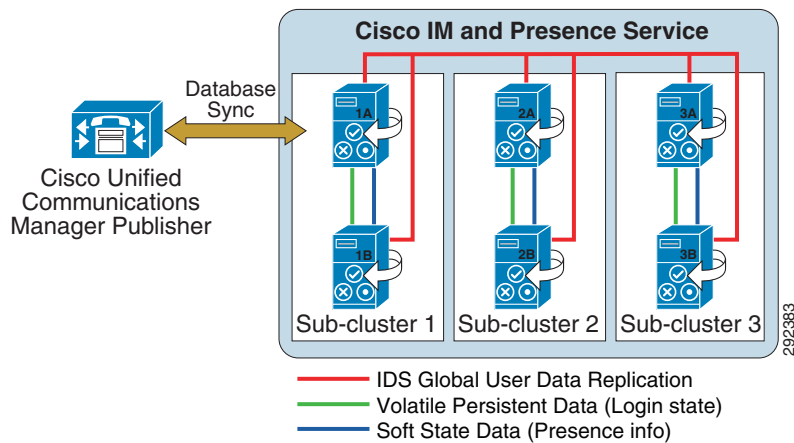 Cisco IM and Presence Service
Database
Sync
1A
2A
3A
Cisco Unified
Communications
Manager Publisher
1B
2B
3B
Sub-cluster 1
Sub-cluster 2
Sub-cluster 3
292383
IDS Global User Data Replication
Volatile Persistent Data (Login state)
Soft State Data (Presence info)